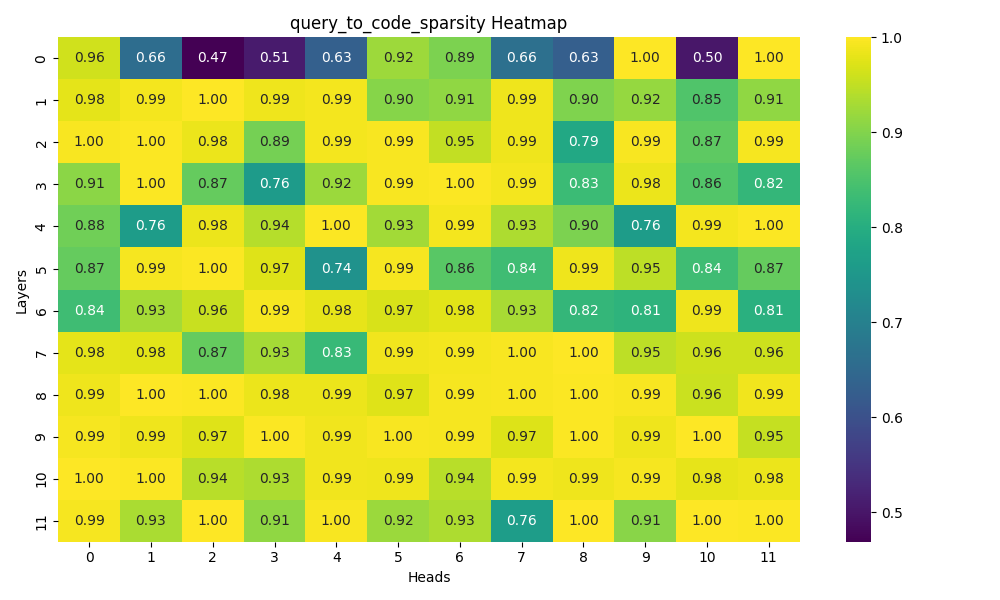 query_to_code_sparsity Heatmap
0 0.96 0.66 0.47 0.51 0.63 0.92 0.89 0.66 0.63 1.00 0.50 1.00
1 0.98 0.99 1.00 0.99 0.99 0.90 0.91 0.99 0.90 0.92 0.85 0.91
2 1.00 1.00 0.98 0.89 0.99 0.99 0.95 0.99 0.79 0.99 0.87 0.99
3 0.91 1.00 0.87 0.76 0.92 0.99 1.00 0.99 0.83 0.98 0.86 0.82
4 0.88 0.76 0.98 0.94 1.00 0.93 0.99 0.93 0.90 0.76 0.99 1.00
5 0.87 0.99 1.00 0.97 0.74 0.99 0.86 0.84 0.99 0.95 0.84 0.87
6 0.84 0.93 0.96 0.99 0.98 0.97 0.98 0.93 0.82 0.81 0.99 0.81
7 0.98 0.98 0.87 0.93 0.83 0.99 0.99 1.00 1.00 0.95 0.96 0.96
8 0.99 1.00 1.00 0.98 0.99 0.97 0.99 1.00 1.00 0.99 0.96 0.99
9 0.99 0.99 0.97 1.00 0.99 1.00 0.99 0.97 1.00 0.99 1.00 0.95
10 1.00 1.00 0.94 0.93 0.99 0.99 0.94 0.99 0.99 0.99 0.98 0.98
11 0.99 0.93 1.00 0.91 1.00 0.92 0.93 0.76 1.00 0.91 1.00 1.00
0 1 2 3 4 5 6 7 8 9 10 11
Heads
Layers
1.0
0.9
0.8
0.7
0.6
0.5